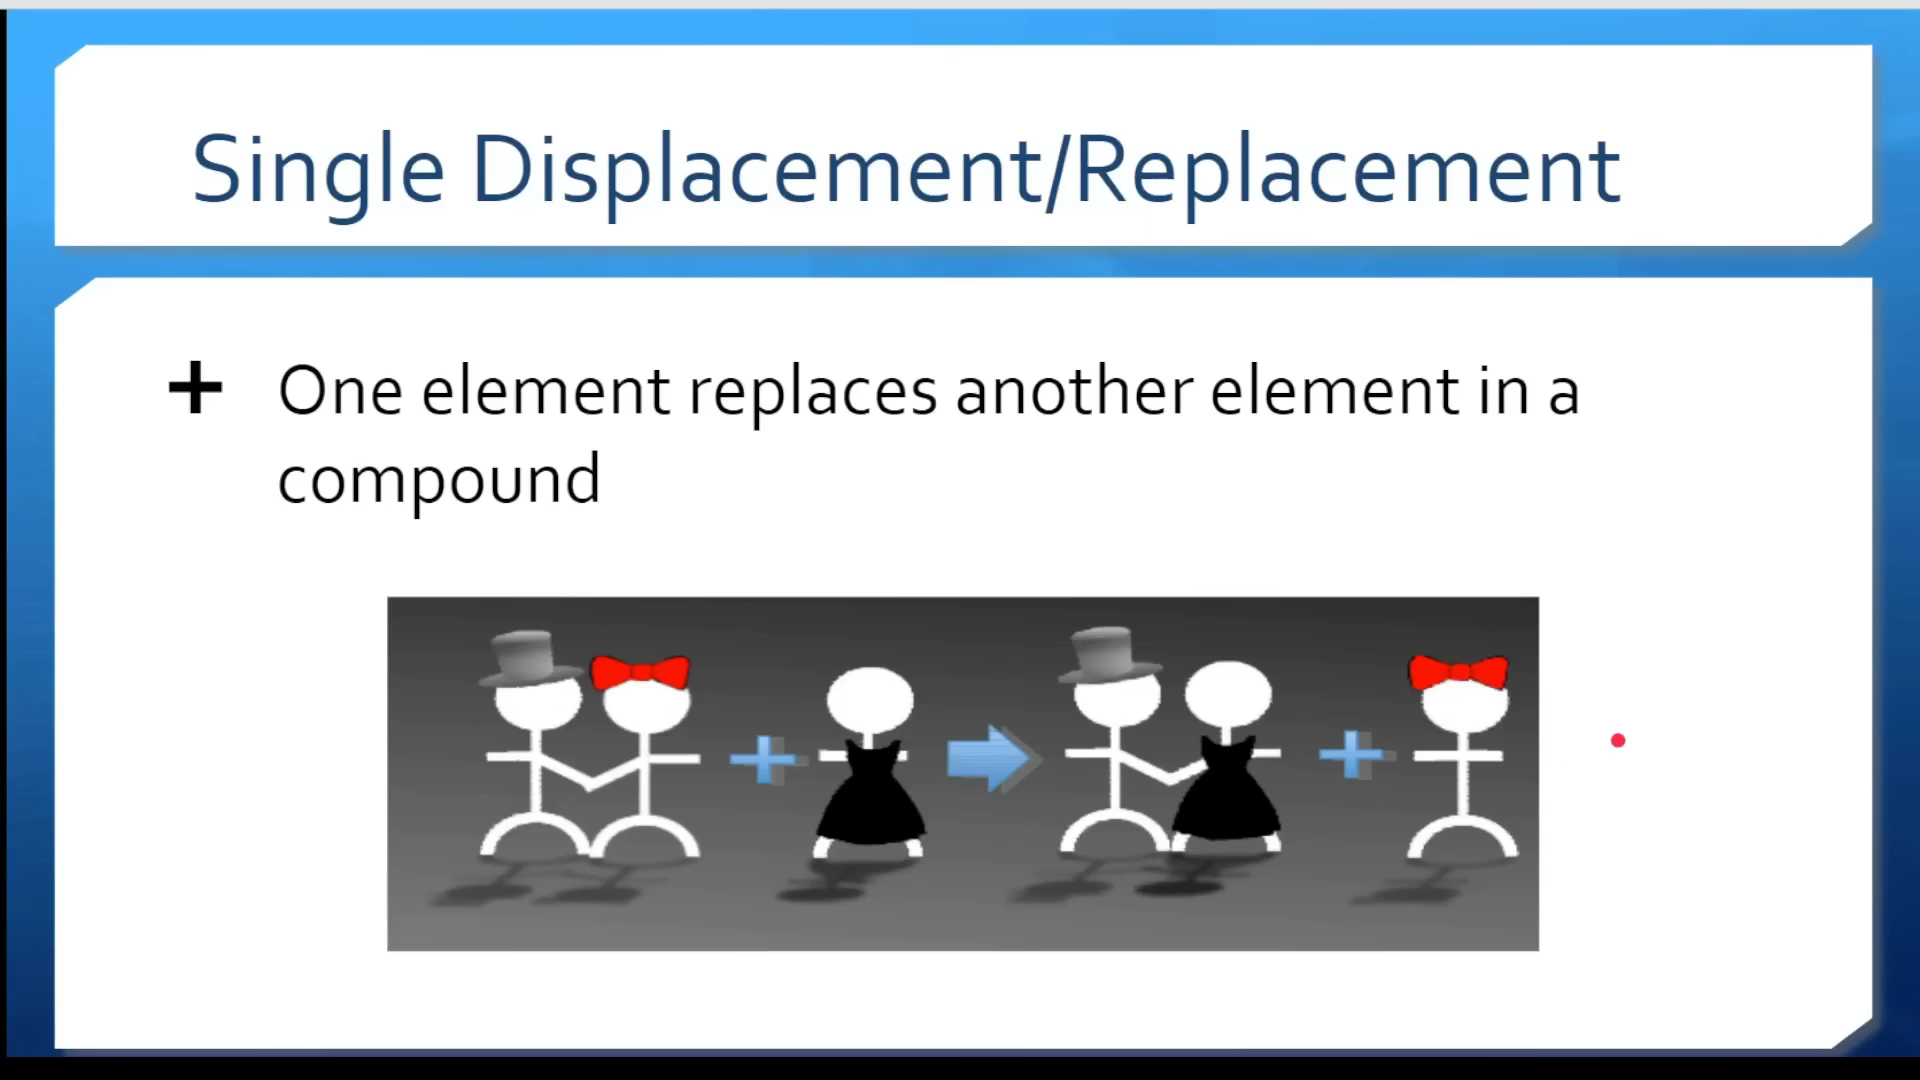 Single Displacement/Replacement
+ One element replaces another element in a
compound